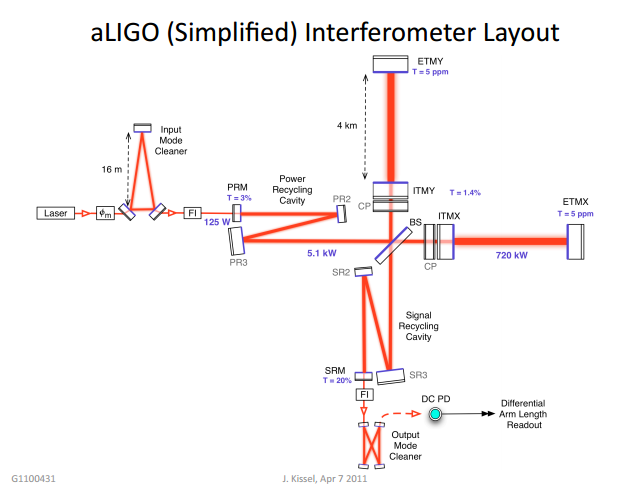 aLIGO (Simplified) Interferometer Layout
ETMY
T = 5 ppm
4 km
Input
Mode
Cleaner
16 m
Laser
ϕm
FI
PRM
T = 3%
125 W
Power
Recycling
Cavity
PR2
PR3
5.1 kW
ITMY
T = 1.4%
CP
BS
ITMX
CP
720 kW
ETMX
T = 5 ppm
SR2
Signal
Recycling
Cavity
SRM
T = 20%
SR3
FI
DC PD
Differential
Arm Length
Readout
Output
Mode
Cleaner
G1100431
J. Kissel, Apr 7 2011